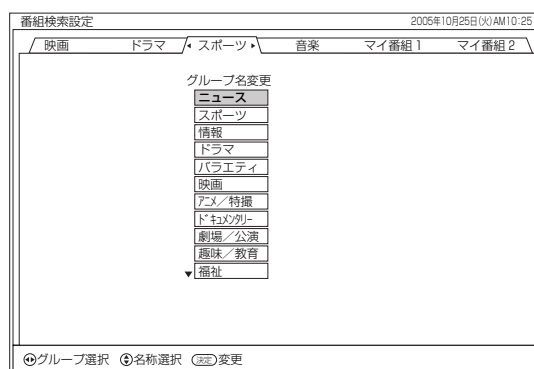 番組検索設定 2005年10月25日(火)AM10:25
映画 ドラマ スポーツ 音楽 マイ番組1 マイ番組2
グループ名変更
ニュース
スポーツ
情報
ドラマ
バラエティ
映画
アニメ/特撮
ドキュメンタリー
劇場/公演
趣味/教育
福祉
グループ選択 名称選択 決定 変更